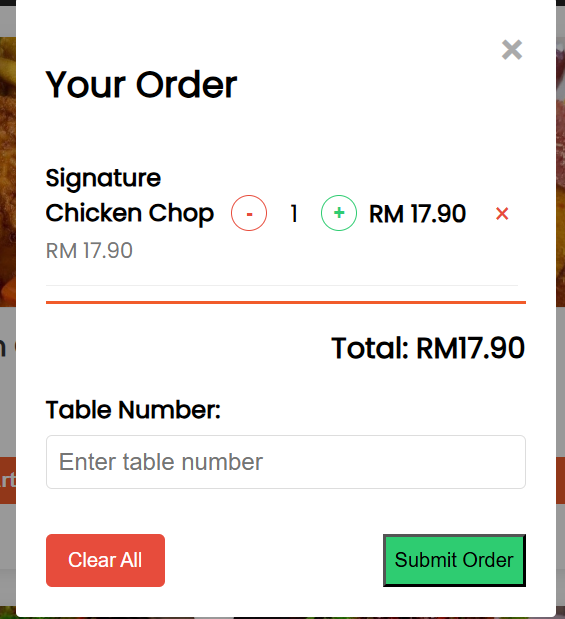 ×
Your Order
Signature
Chicken Chop - 1 + RM 17.90 ×
RM 17.90
Total: RM17.90
Table Number:
Enter table number
Clear All
Submit Order